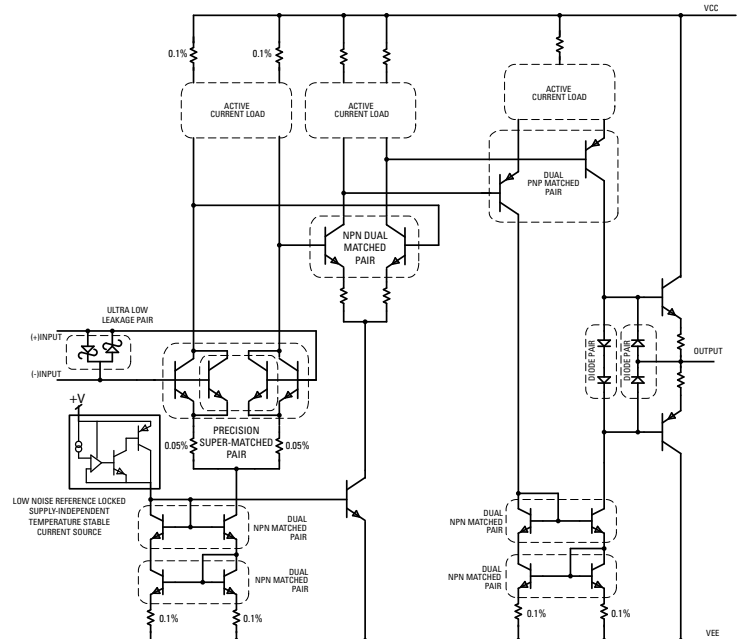 VCC
0.1%
0.1%
ACTIVE
CURRENT LOAD
ACTIVE
CURRENT LOAD
ACTIVE
CURRENT LOAD
DUAL
PNP MATCHED
PAIR
NPN DUAL
MATCHED
PAIR
ULTRA LOW
LEAKAGE PAIR
(+)INPUT
(-)INPUT
DIODE PAIR
DIODE PAIR
OUTPUT
+V
0.05%
PRECISION
SUPER-MATCHED
PAIR
0.05%
LOW NOISE REFERENCE LOCKED
SUPPLY-INDEPENDENT
TEMPERATURE STABLE
CURRENT SOURCE
DUAL
NPN MATCHED
PAIR
DUAL
NPN MATCHED
PAIR
DUAL
NPN MATCHED
PAIR
DUAL
NPN MATCHED
PAIR
0.1%
0.1%
0.1%
0.1%
VEE